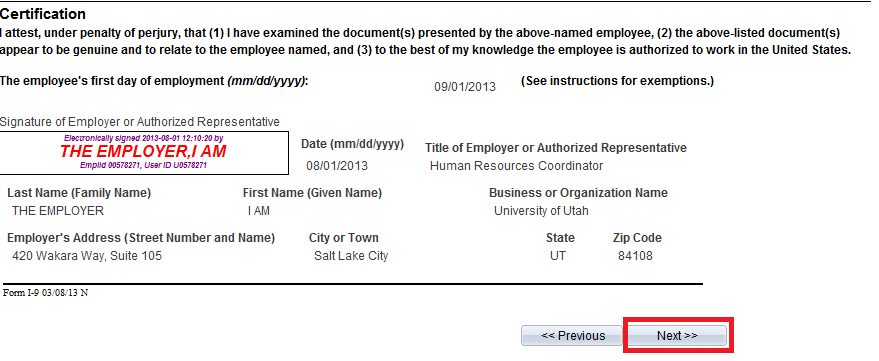 Certification
I attest, under penalty of perjury, that (1) I have examined the document(s) presented by the above-named employee, (2) the above-listed document(s)
appear to be genuine and to relate to the employee named, and (3) to the best of my knowledge the employee is authorized to work in the United States.
The employee's first day of employment (mm/dd/yyyy): 09/01/2013 (See instructions for exemptions.)
Signature of Employer or Authorized Representative
Electronically signed 2013-08-01 12:10:20 by
THE EMPLOYER,I AM
Emplid 00578271, User ID U0578271
Date (mm/dd/yyyy) Title of Employer or Authorized Representative
08/01/2013 Human Resources Coordinator
Last Name (Family Name) First Name (Given Name) Business or Organization Name
THE EMPLOYER I AM University of Utah
Employer's Address (Street Number and Name) City or Town State Zip Code
420 Wakara Way, Suite 105 Salt Lake City UT 84108
Form I-9 03/08/13 N
<< Previous Next >>